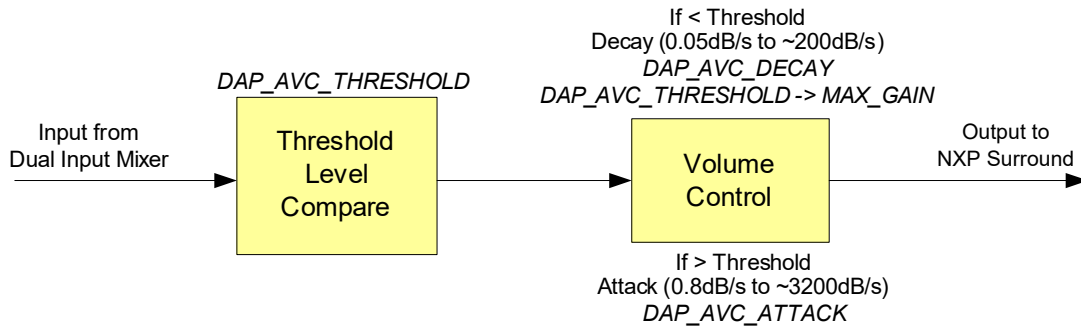 If < Threshold
Decay (0.05dB/s to ~200dB/s)
DAP_AVC_DECAY
DAP_AVC_THRESHOLD -> MAX_GAIN
DAP_AVC_THRESHOLD
Input from
Dual Input Mixer
Threshold
Level
Compare
Volume
Control
Output to
NXP Surround
If > Threshold
Attack (0.8dB/s to ~3200dB/s)
DAP_AVC_ATTACK